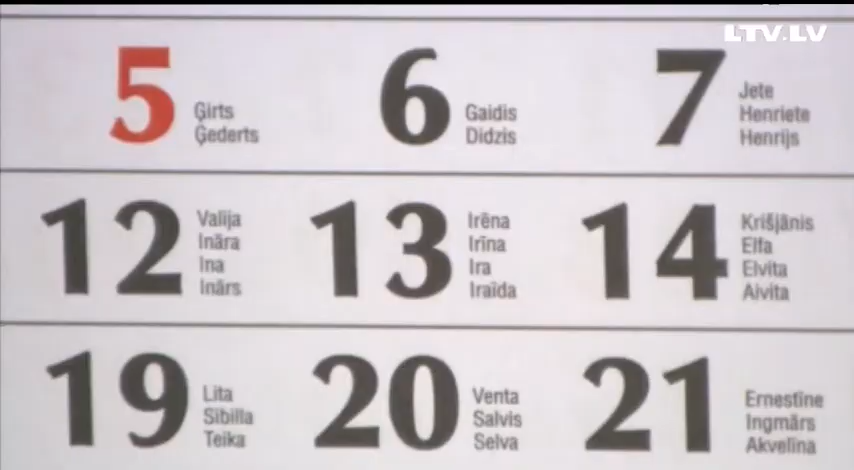 LTV.LV
5
Ģirts
Ģederts
6
Gaidis
Didzis
7
Jete
Henriete
Henrijs
12
Valija
Ināra
Ina
Inārs
13
Irēna
Irīna
Ira
Iraīda
14
Krišjānis
Elfa
Elvita
Aivita
19
Lita
Sibilla
Teika
20
Venta
Salvis
Selva
21
Ernestīne
Ingmārs
Akvelīna